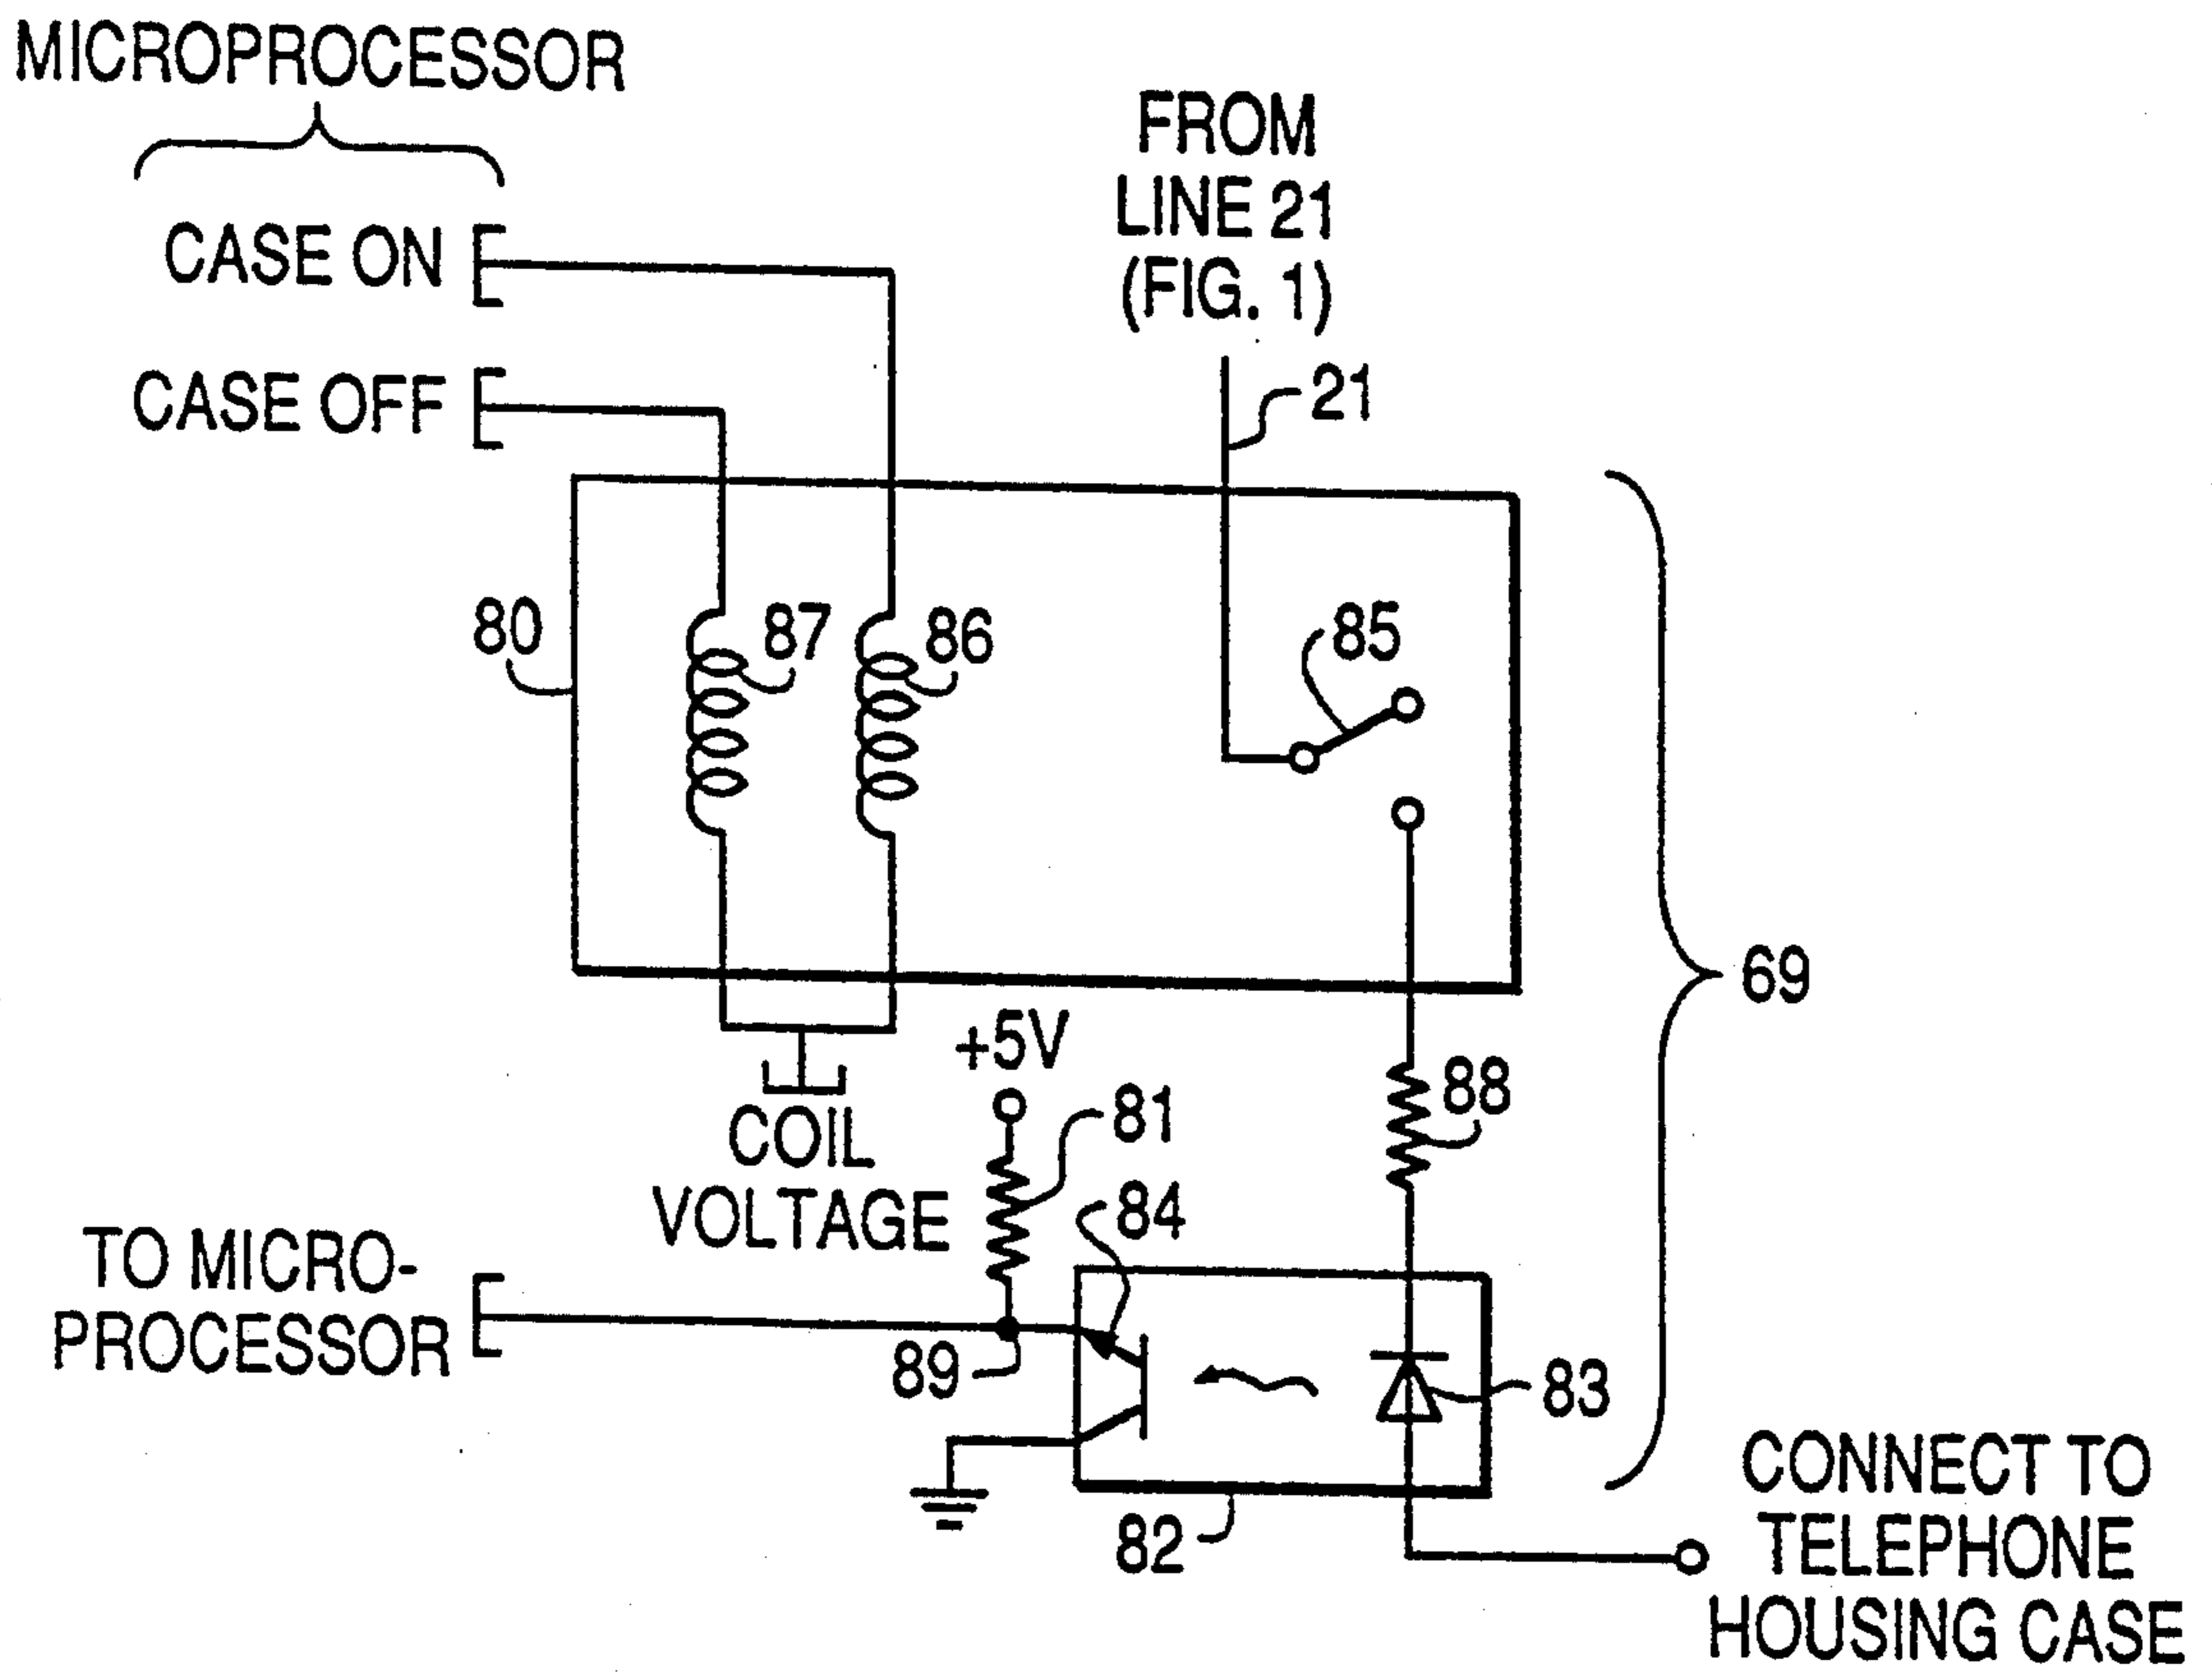 MICROPROCESSOR
CASE ON
CASE OFF
FROM
LINE 21
(FIG. 1)
21
80
87
86
85
69
+5V
COIL
VOLTAGE
81
88
84
TO MICRO-
PROCESSOR
89
83
82
CONNECT TO
TELEPHONE
HOUSING CASE